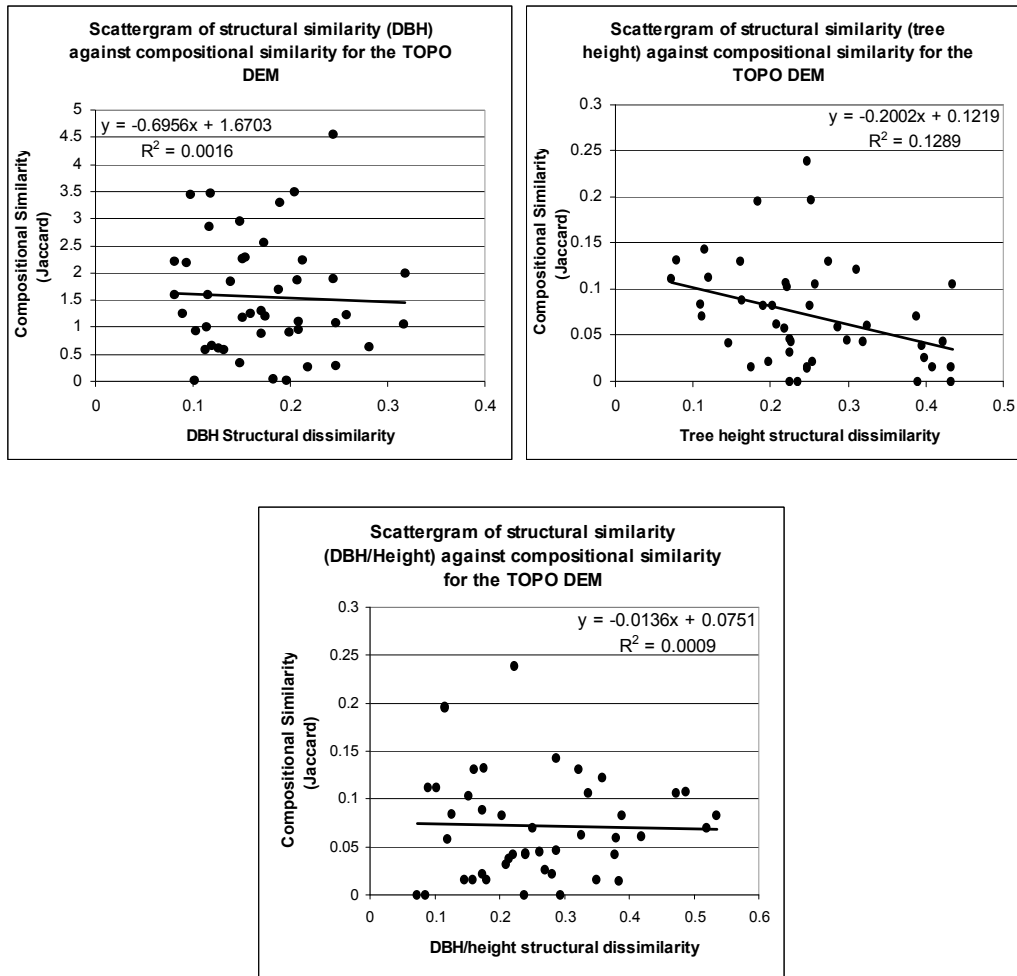 Scattergram of structural similarity (DBH)
against compositional similarity for the TOPO
DEM
y = -0.6956x + 1.6703
R² = 0.0016
Compositional Similarity
(Jaccard)
5
4.5
4
3.5
3
2.5
2
1.5
1
0.5
0
0 0.1 0.2 0.3 0.4
DBH Structural dissimilarity
Scattergram of structural similarity (tree
height) against compositional similarity for the
TOPO DEM
y = -0.2002x + 0.1219
R² = 0.1289
Compositional Similarity
(Jaccard)
0.3
0.25
0.2
0.15
0.1
0.05
0
0 0.1 0.2 0.3 0.4 0.5
Tree height structural dissimilarity
Scattergram of structural similarity
(DBH/Height) against compositional similarity
for the TOPO DEM
y = -0.0136x + 0.0751
R² = 0.0009
Compositional Similarity
(Jaccard)
0.3
0.25
0.2
0.15
0.1
0.05
0
0 0.1 0.2 0.3 0.4 0.5 0.6
DBH/height structural dissimilarity